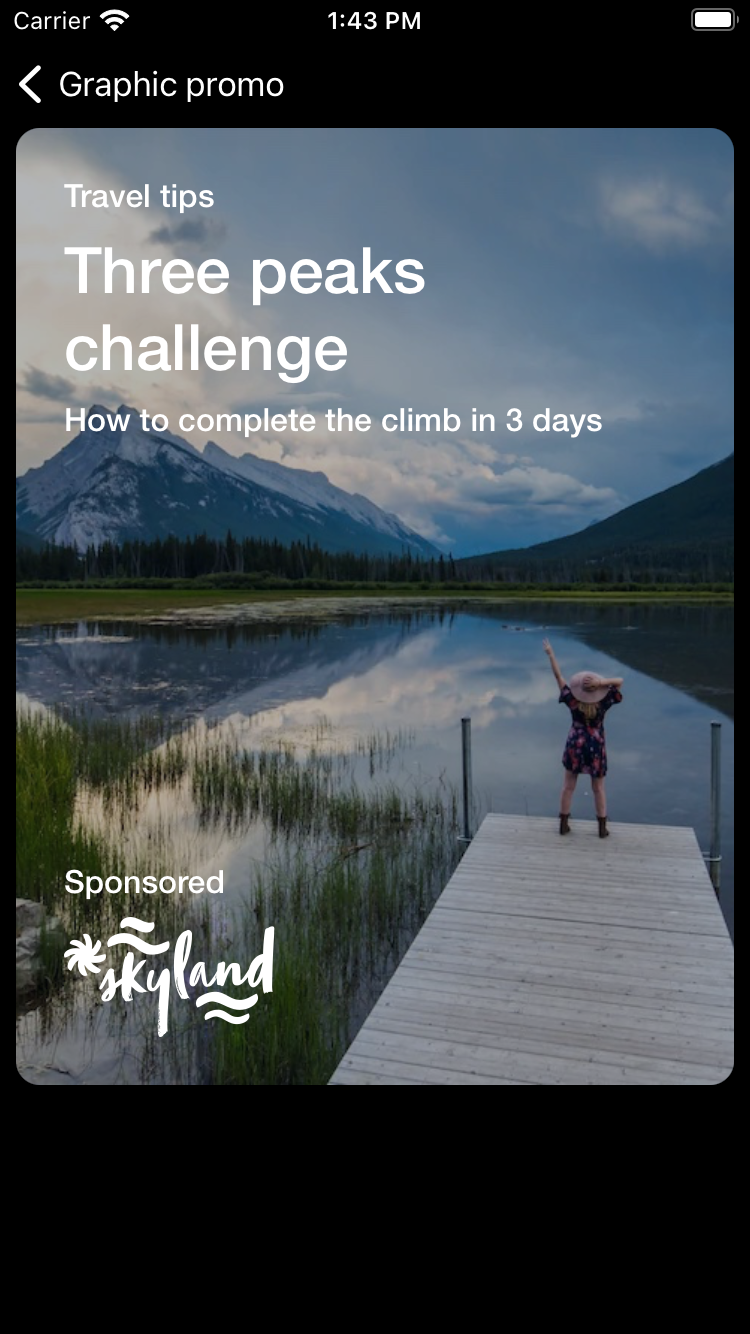 Carrier 1:43 PM
Graphic promo
Travel tips
Three peaks
challenge
How to complete the climb in 3 days
Sponsored
skyland